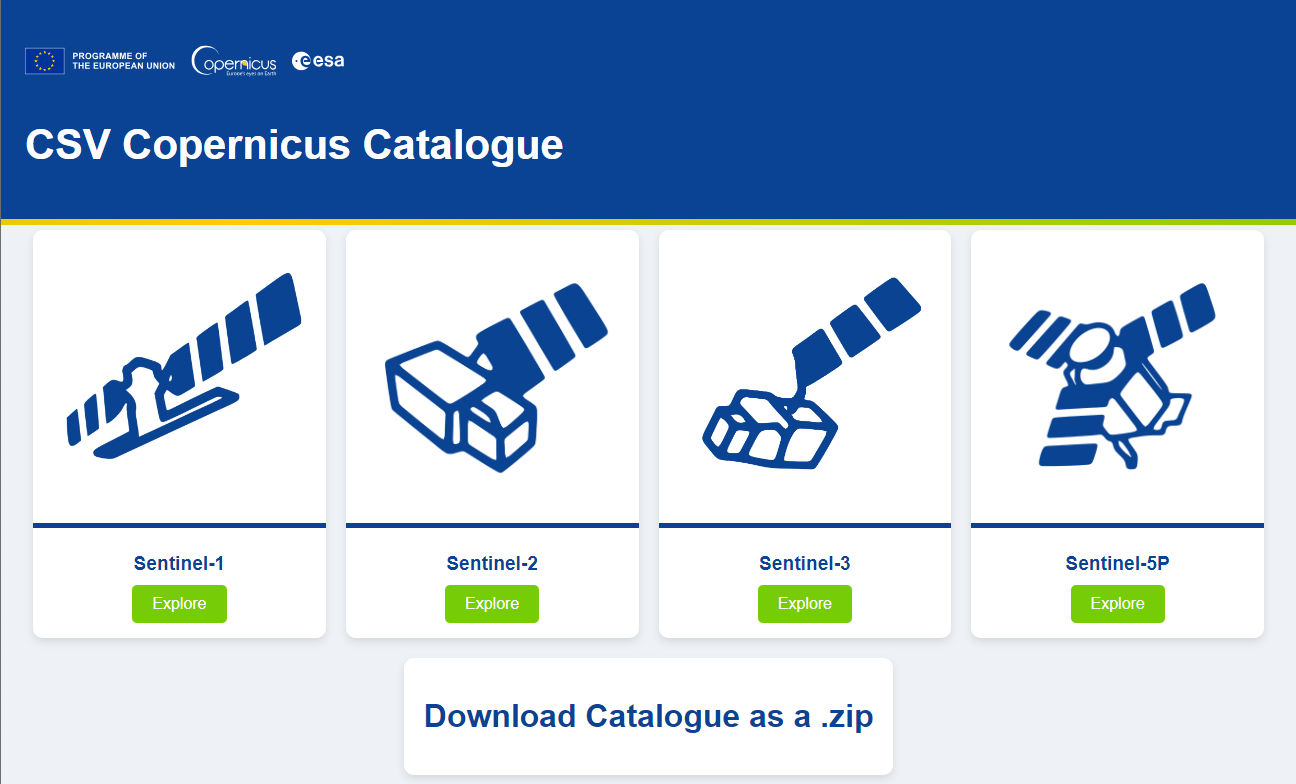 PROGRAMME OF
THE EUROPEAN UNION
opernicus
Europe's eyes on Earth
esa
CSV Copernicus Catalogue
Sentinel-1
Explore
Sentinel-2
Explore
Sentinel-3
Explore
Sentinel-5P
Explore
Download Catalogue as a .zip